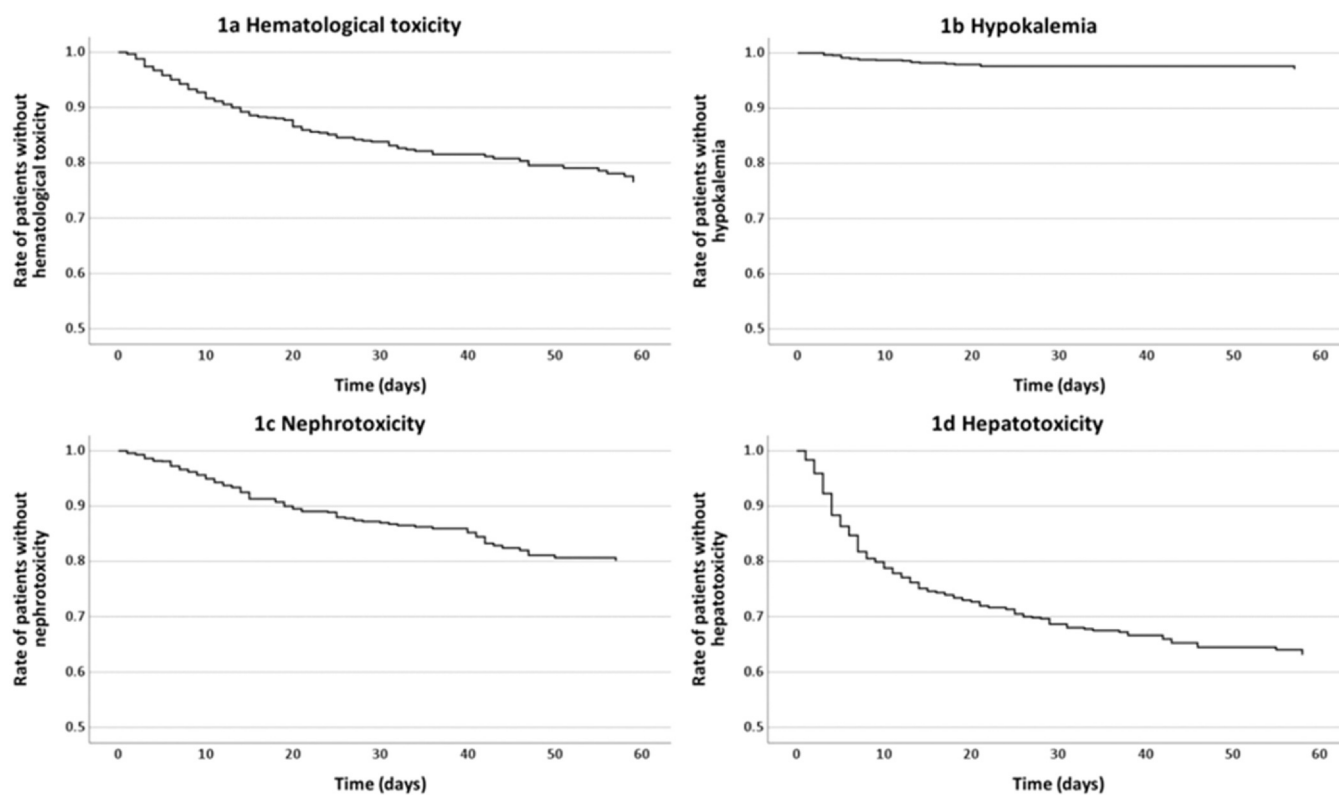 1a Hematological toxicity
Rate of patients without
hematological toxicity
1.0
0.9
0.8
0.7
0.6
0.5
0 10 20 30 40 50 60
Time (days)
1b Hypokalemia
Rate of patients without
hypokalemia
1.0
0.9
0.8
0.7
0.6
0.5
0 10 20 30 40 50 60
Time (days)
1c Nephrotoxicity
Rate of patients without
nephrotoxicity
1.0
0.9
0.8
0.7
0.6
0.5
0 10 20 30 40 50 60
Time (days)
1d Hepatotoxicity
Rate of patients without
hepatotoxicity
1.0
0.9
0.8
0.7
0.6
0.5
0 10 20 30 40 50 60
Time (days)